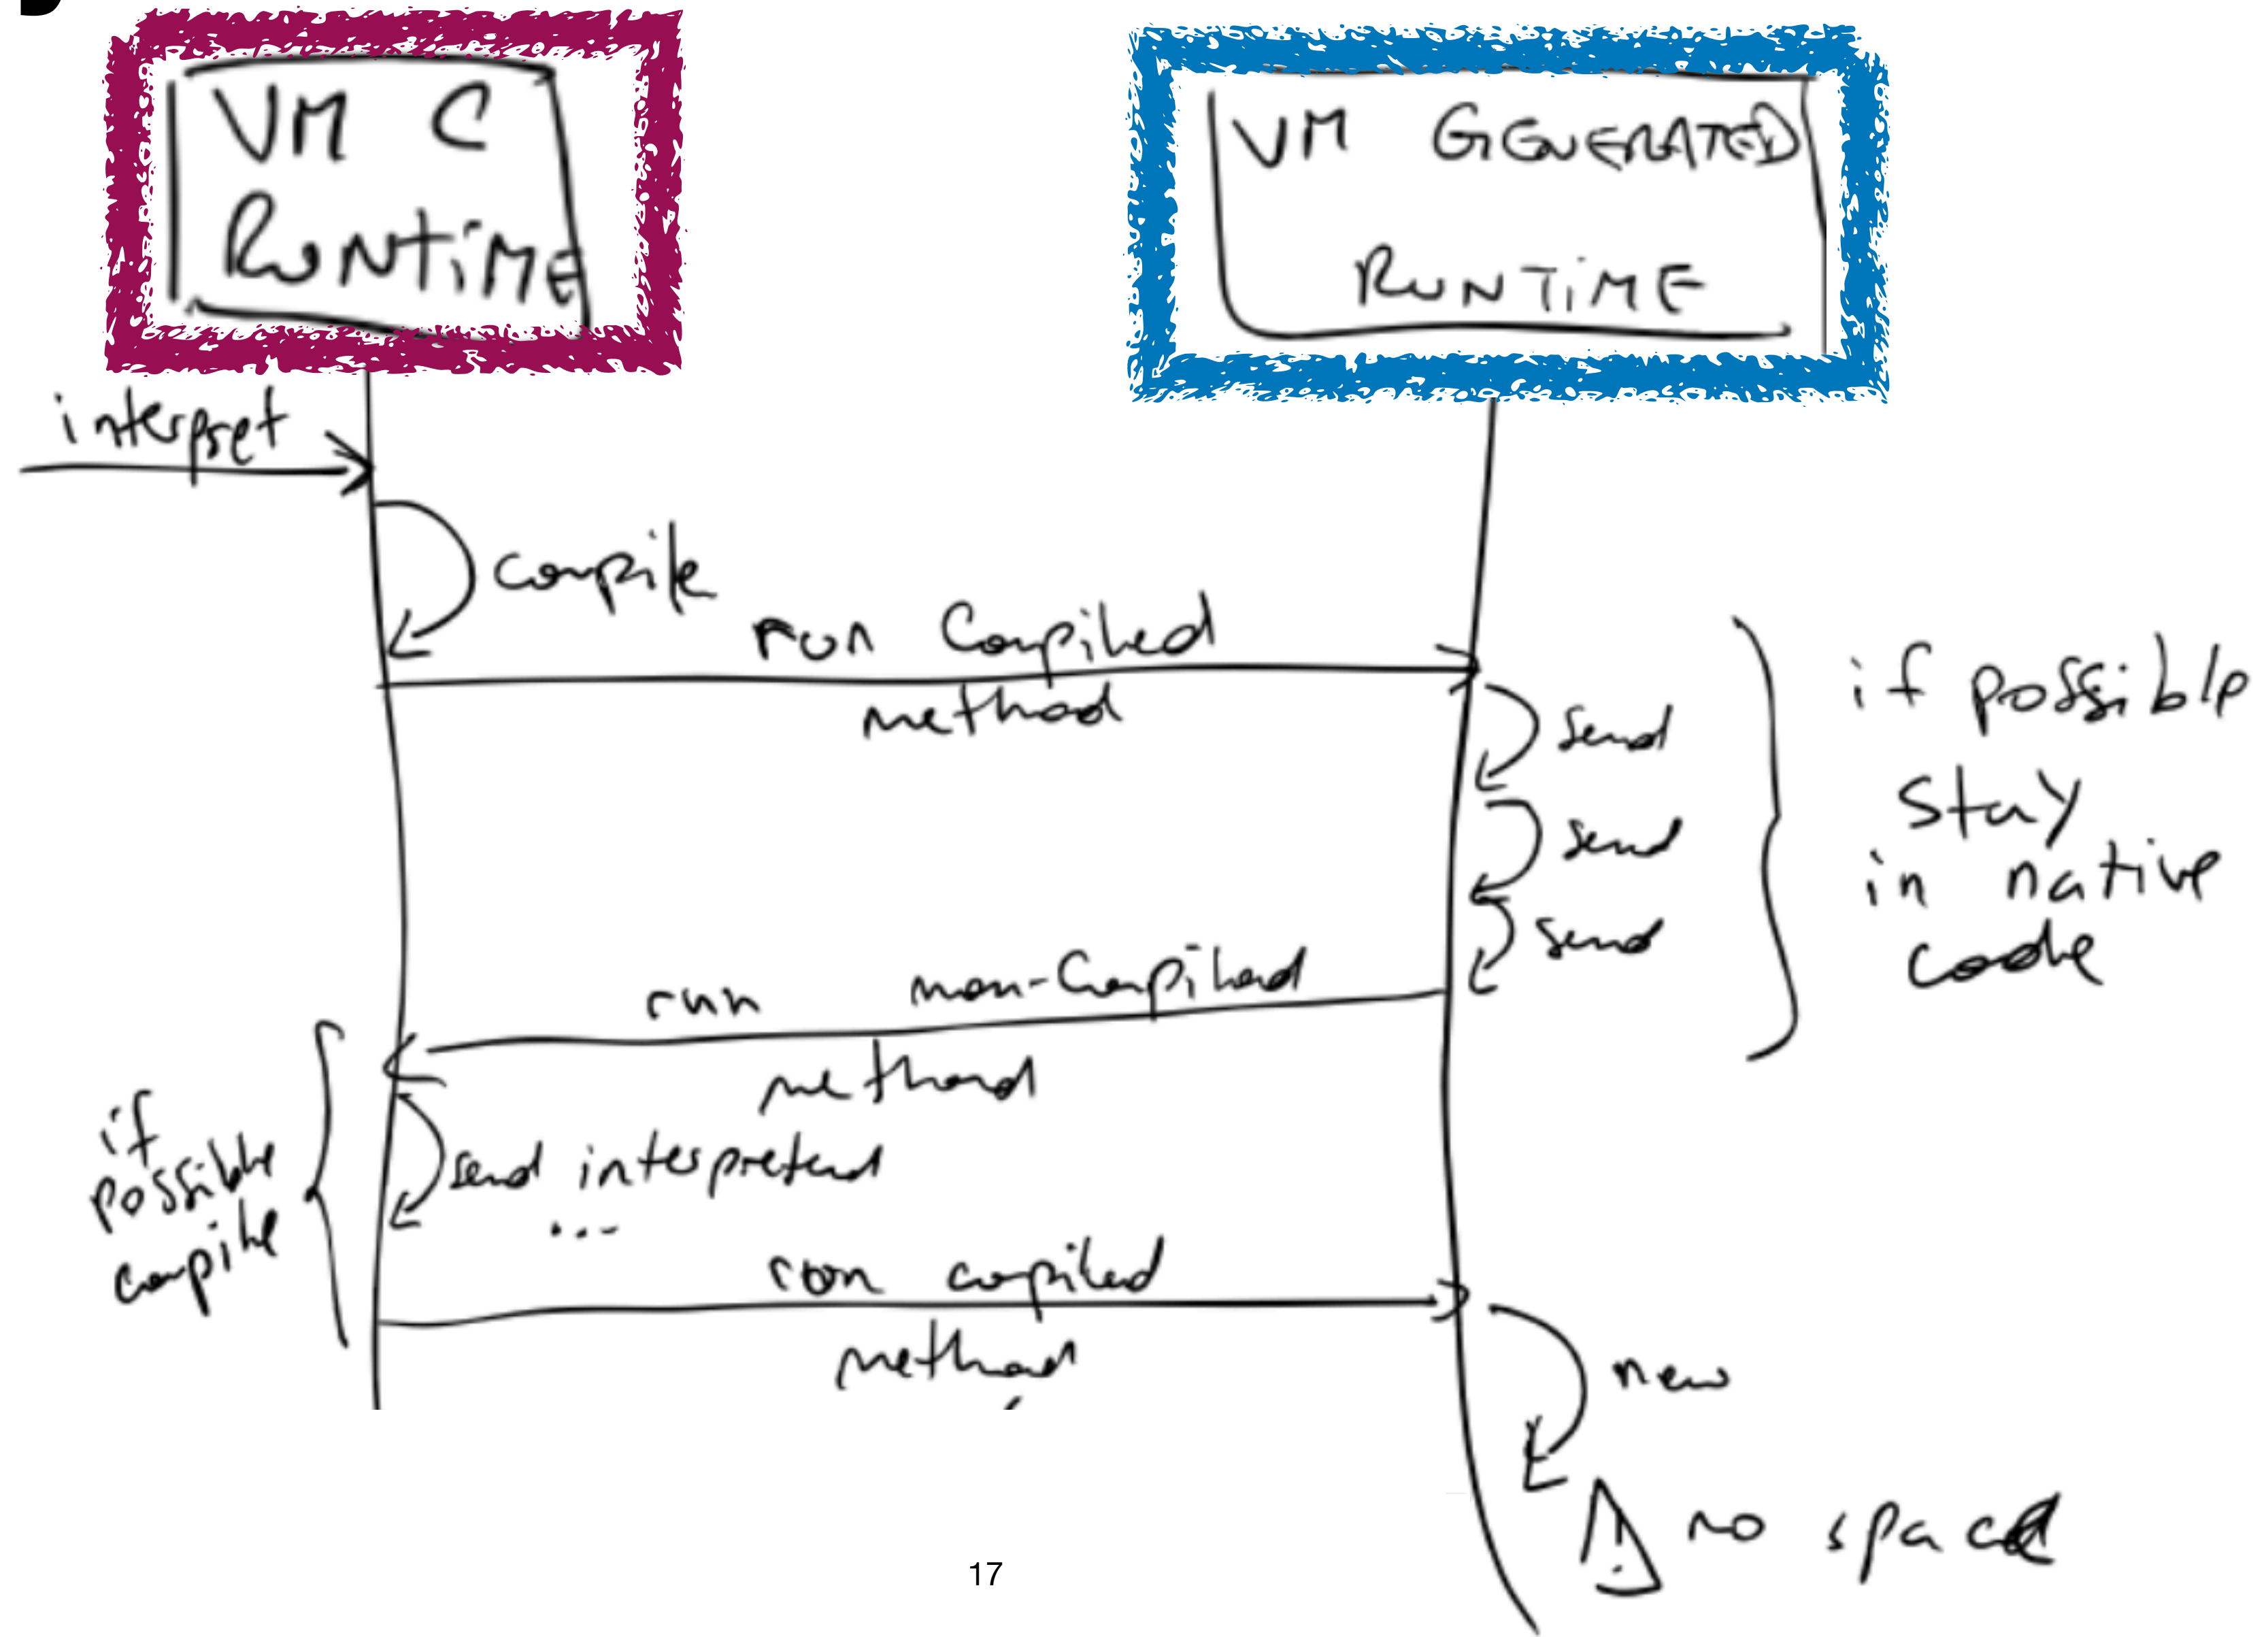 VM C
RUNTiME
VM GENERATED
RUNTiME
interpret
compile
run Compiled
method
send
send
send
if possible
stay
in native
code
run non-Compiled
method
if
possible
compile
send interpreted
...
run compiled
method
new
no space
17